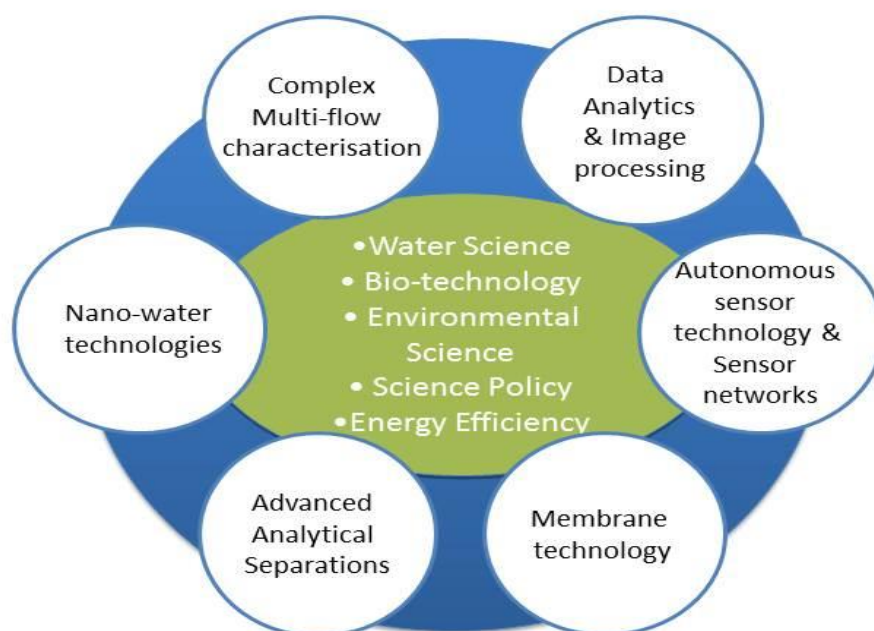 Complex
Multi-flow
characterisation
Data
Analytics
& Image
processing
Nano-water
technologies
•Water Science
• Bio-technology
• Environmental
Science
• Science Policy
•Energy Efficiency
Autonomous
sensor
technology &
Sensor
networks
Advanced
Analytical
Separations
Membrane
technology